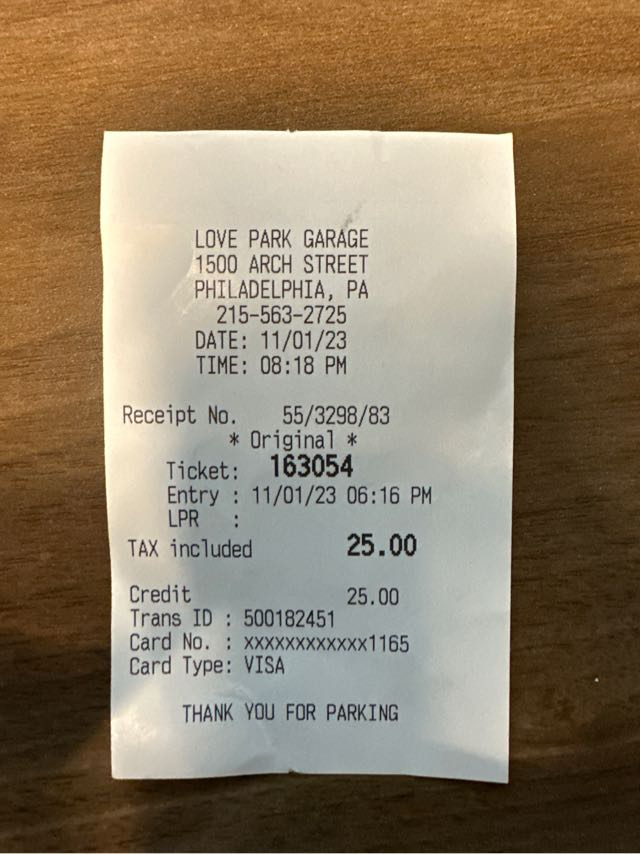 LOVE PARK GARAGE
1500 ARCH STREET
PHILADELPHIA, PA
215-563-2725
DATE: 11/01/23
TIME: 08:18 PM
Receipt No. 55/3298/83
* Original *
Ticket: 163054
Entry : 11/01/23 06:16 PM
LPR :
TAX included 25.00
Credit 25.00
Trans ID : 500182451
Card No. : xxxxxxxxxxxx1165
Card Type: VISA
THANK YOU FOR PARKING